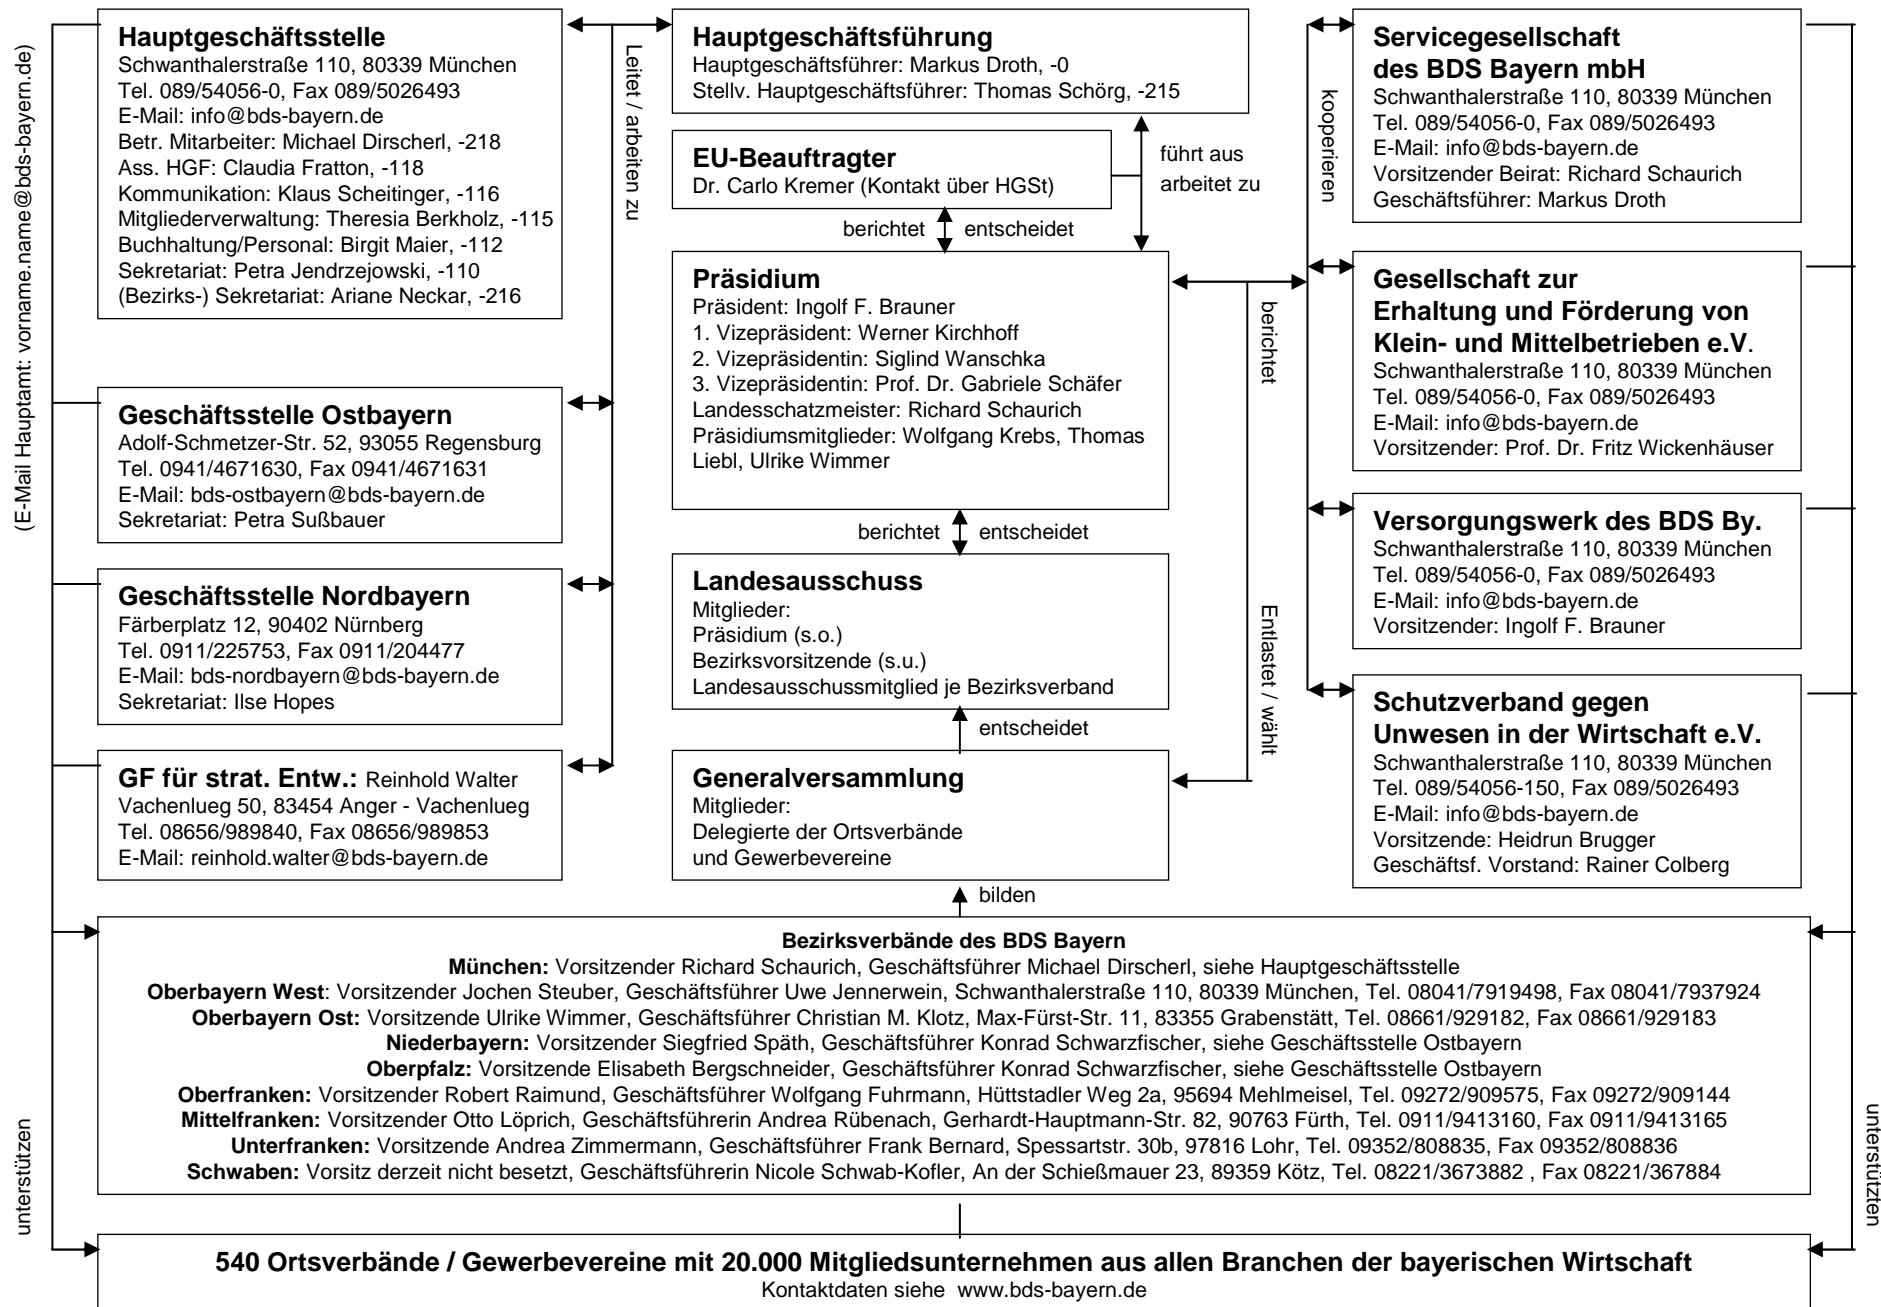 (E-Mail Hauptamt: vorname.name@bds-bayern.de)
unterstützen
Hauptgeschäftsstelle
Schwanthalerstraße 110, 80339 München
Tel. 089/54056-0, Fax 089/5026493
E-Mail: info@bds-bayern.de
Betr. Mitarbeiter: Michael Dirscherl, -218
Ass. HGF: Claudia Fratton, -118
Kommunikation: Klaus Scheitinger, -116
Mitgliederverwaltung: Theresia Berkholz, -115
Buchhaltung/Personal: Birgit Maier, -112
Sekretariat: Petra Jendrzejowski, -110
(Bezirks-) Sekretariat: Ariane Neckar, -216
Geschäftsstelle Ostbayern
Adolf-Schmetzer-Str. 52, 93055 Regensburg
Tel. 0941/4671630, Fax 0941/4671631
E-Mail: bds-ostbayern@bds-bayern.de
Sekretariat: Petra Sußbauer
Geschäftsstelle Nordbayern
Färberplatz 12, 90402 Nürnberg
Tel. 0911/225753, Fax 0911/204477
E-Mail: bds-nordbayern@bds-bayern.de
Sekretariat: Ilse Hopes
GF für strat. Entw.: Reinhold Walter
Vachenlueg 50, 83454 Anger - Vachenlueg
Tel. 08656/989840, Fax 08656/989853
E-Mail: reinhold.walter@bds-bayern.de
Leitet / arbeiten zu
Hauptgeschäftsführung
Hauptgeschäftsführer: Markus Droth, -0
Stellv. Hauptgeschäftsführer: Thomas Schörg, -215
EU-Beauftragter
Dr. Carlo Kremer (Kontakt über HGSt)
führt aus
arbeitet zu
berichtet entscheidet
Präsidium
Präsident: Ingolf F. Brauner
1. Vizepräsident: Werner Kirchhoff
2. Vizepräsidentin: Siglind Wanschka
3. Vizepräsidentin: Prof. Dr. Gabriele Schäfer
Landesschatzmeister: Richard Schaurich
Präsidiumsmitglieder: Wolfgang Krebs, Thomas
Liebl, Ulrike Wimmer
berichtet entscheidet
Landesausschuss
Mitglieder:
Präsidium (s.o.)
Bezirksvorsitzende (s.u.)
Landesausschussmitglied je Bezirksverband
entscheidet
Generalversammlung
Mitglieder:
Delegierte der Ortsverbände
und Gewerbevereine
bilden
berichtet
Entlastet / wählt
kooperieren
Servicegesellschaft
des BDS Bayern mbH
Schwanthalerstraße 110, 80339 München
Tel. 089/54056-0, Fax 089/5026493
E-Mail: info@bds-bayern.de
Vorsitzender Beirat: Richard Schaurich
Geschäftsführer: Markus Droth
Gesellschaft zur
Erhaltung und Förderung von
Klein- und Mittelbetrieben e.V.
Schwanthalerstraße 110, 80339 München
Tel. 089/54056-0, Fax 089/5026493
E-Mail: info@bds-bayern.de
Vorsitzender: Prof. Dr. Fritz Wickenhäuser
Versorgungswerk des BDS By.
Schwanthalerstraße 110, 80339 München
Tel. 089/54056-0, Fax 089/5026493
E-Mail: info@bds-bayern.de
Vorsitzender: Ingolf F. Brauner
Schutzverband gegen
Unwesen in der Wirtschaft e.V.
Schwanthalerstraße 110, 80339 München
Tel. 089/54056-150, Fax 089/5026493
E-Mail: info@bds-bayern.de
Vorsitzende: Heidrun Brugger
Geschäftsf. Vorstand: Rainer Colberg
unterstützten
Bezirksverbände des BDS Bayern
München: Vorsitzender Richard Schaurich, Geschäftsführer Michael Dirscherl, siehe Hauptgeschäftsstelle
Oberbayern West: Vorsitzender Jochen Steuber, Geschäftsführer Uwe Jennerwein, Schwanthalerstraße 110, 80339 München, Tel. 08041/7919498, Fax 08041/7937924
Oberbayern Ost: Vorsitzende Ulrike Wimmer, Geschäftsführer Christian M. Klotz, Max-Fürst-Str. 11, 83355 Grabenstätt, Tel. 08661/929182, Fax 08661/929183
Niederbayern: Vorsitzender Siegfried Späth, Geschäftsführer Konrad Schwarzfischer, siehe Geschäftsstelle Ostbayern
Oberpfalz: Vorsitzende Elisabeth Bergschneider, Geschäftsführer Konrad Schwarzfischer, siehe Geschäftsstelle Ostbayern
Oberfranken: Vorsitzender Robert Raimund, Geschäftsführer Wolfgang Fuhrmann, Hüttstadler Weg 2a, 95694 Mehlmeisel, Tel. 09272/909575, Fax 09272/909144
Mittelfranken: Vorsitzender Otto Löprich, Geschäftsführerin Andrea Rübenach, Gerhardt-Hauptmann-Str. 82, 90763 Fürth, Tel. 0911/9413160, Fax 0911/9413165
Unterfranken: Vorsitzende Andrea Zimmermann, Geschäftsführer Frank Bernard, Spessartstr. 30b, 97816 Lohr, Tel. 09352/808835, Fax 09352/808836
Schwaben: Vorsitz derzeit nicht besetzt, Geschäftsführerin Nicole Schwab-Kofler, An der Schießmauer 23, 89359 Kötz, Tel. 08221/3673882 , Fax 08221/367884
540 Ortsverbände / Gewerbevereine mit 20.000 Mitgliedsunternehmen aus allen Branchen der bayerischen Wirtschaft
Kontaktdaten siehe www.bds-bayern.de